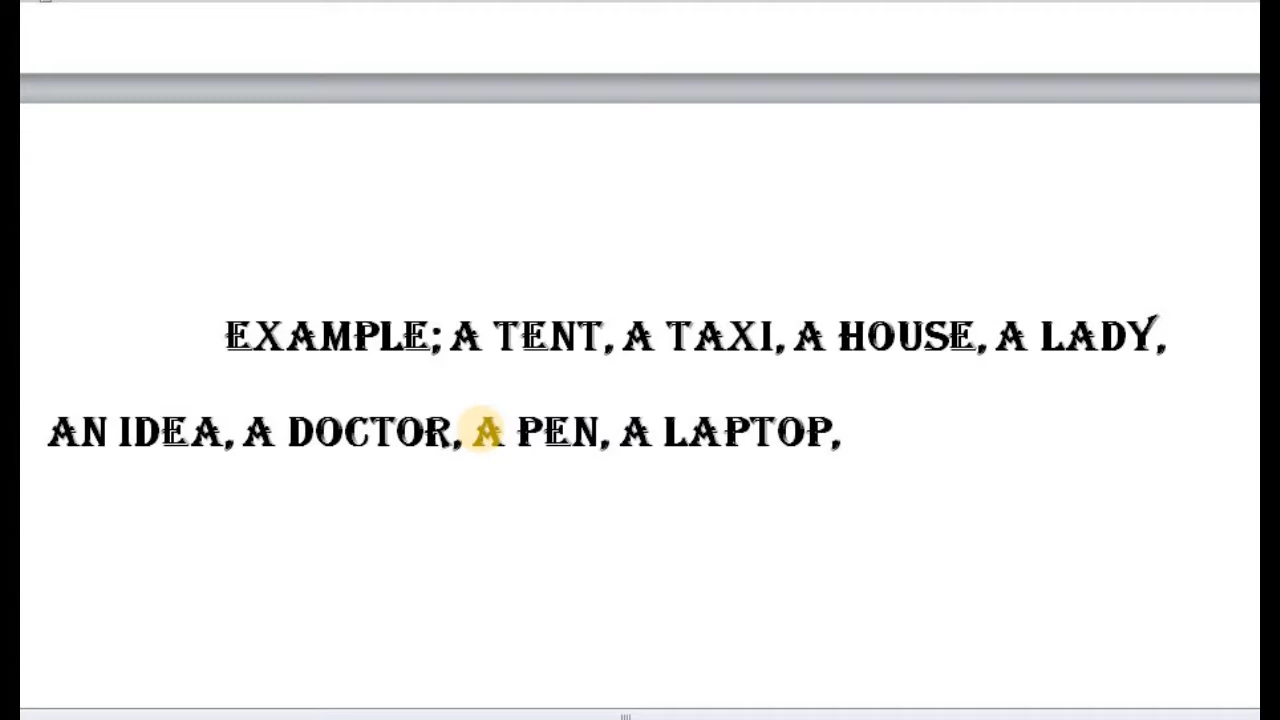 EXAMPLE; A TENT, A TAXI, A HOUSE, A LADY,
AN IDEA, A DOCTOR, A PEN, A LAPTOP,